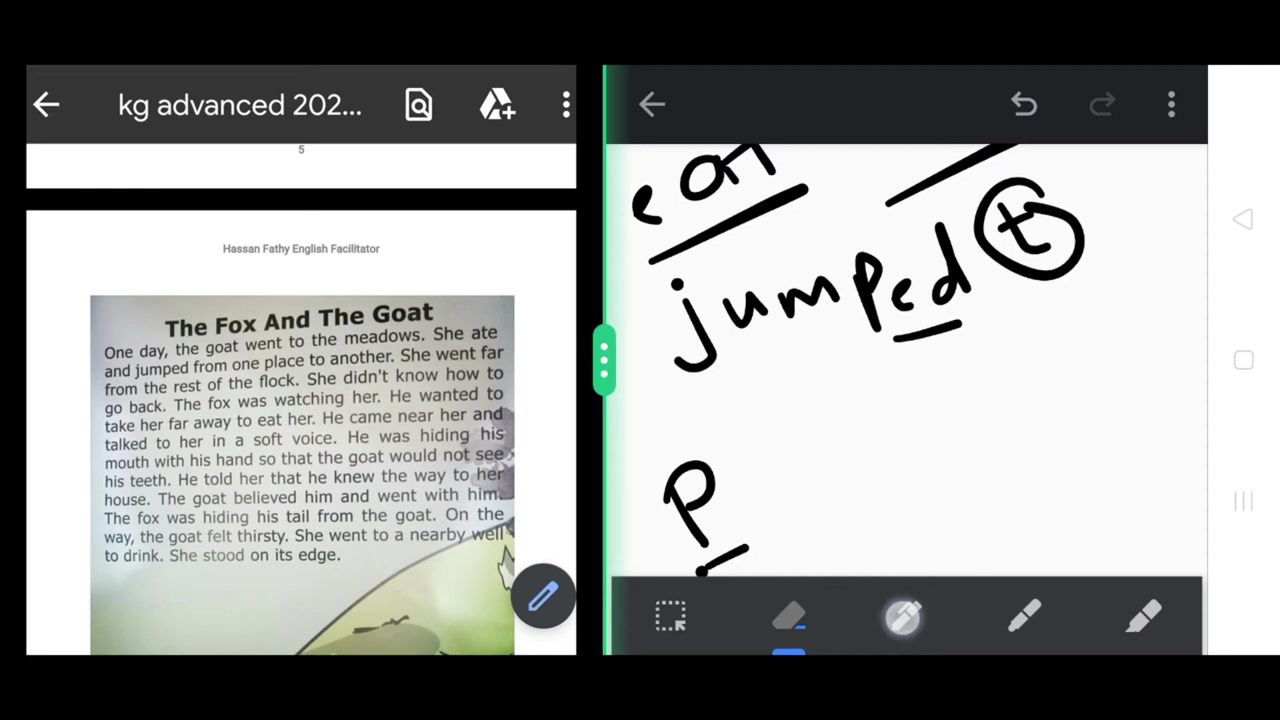 kg advanced 202...
5
Hassan Fathy English Facilitator
The Fox And The Goat
One day, the goat went to the meadows. She ate
and jumped from one place to another. She went far
from the rest of the flock. She didn't know how to
go back. The fox was watching her. He wanted to
take her far away to eat her. He came near her and
talked to her in a soft voice. He was hiding his
mouth with his hand so that the goat would not see
his teeth. He told her that he knew the way to her
house. The goat believed him and went with him.
The fox was hiding his tail from the goat. On the
way, the goat felt thirsty. She went to a nearby well
to drink. She stood on its edge.
eat
jumped t
P